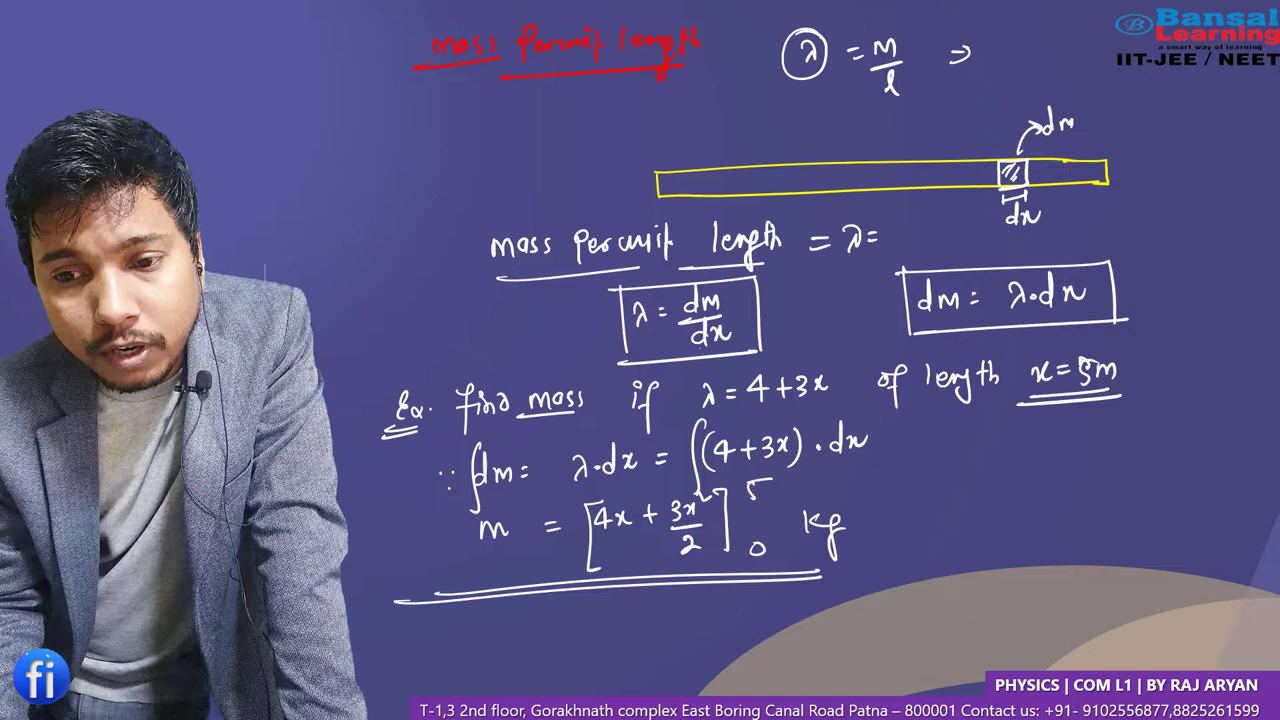 mass per unit length λ = m/l ⇒
Bansal
Learning
a smart way of learning
IIT-JEE / NEET
dm
dx
mass per unit length = λ=
λ = dm/dx
dm = λ.dx
Ex. find mass if λ = 4 + 3x of length x = 5m
∵ ∫dm = λ.dx = ∫(4+3x).dx
m = [4x + 3x²/2]₀⁵ Kg
fi
PHYSICS | COM L1 | BY RAJ ARYAN
T-1,3 2nd floor, Gorakhnath complex East Boring Canal Road Patna – 800001 Contact us: +91- 9102556877,8825261599